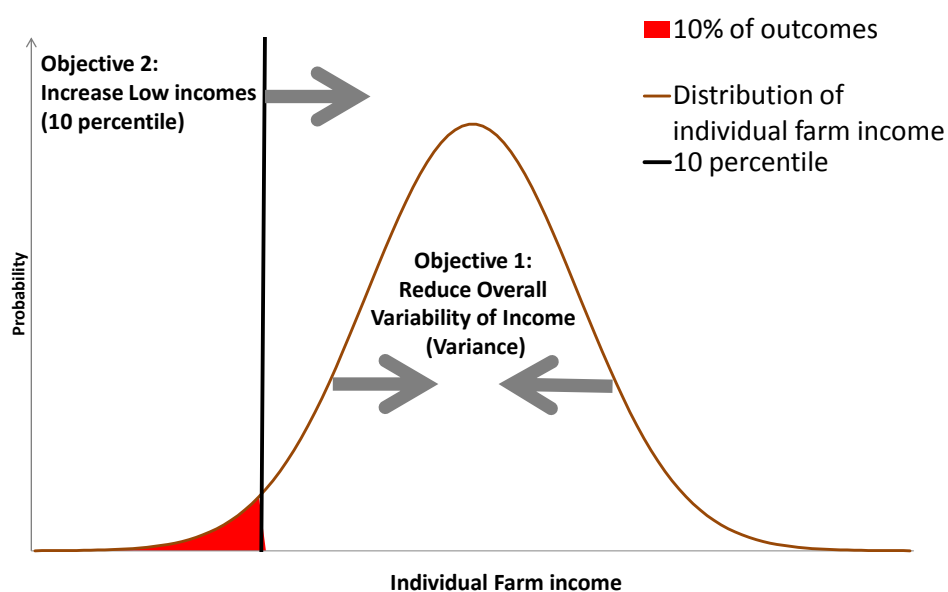 Objective 2:
Increase Low incomes
(10 percentile)
10% of outcomes
Distribution of
individual farm income
10 percentile
Objective 1:
Reduce Overall
Variability of Income
(Variance)
Probability
Individual Farm income